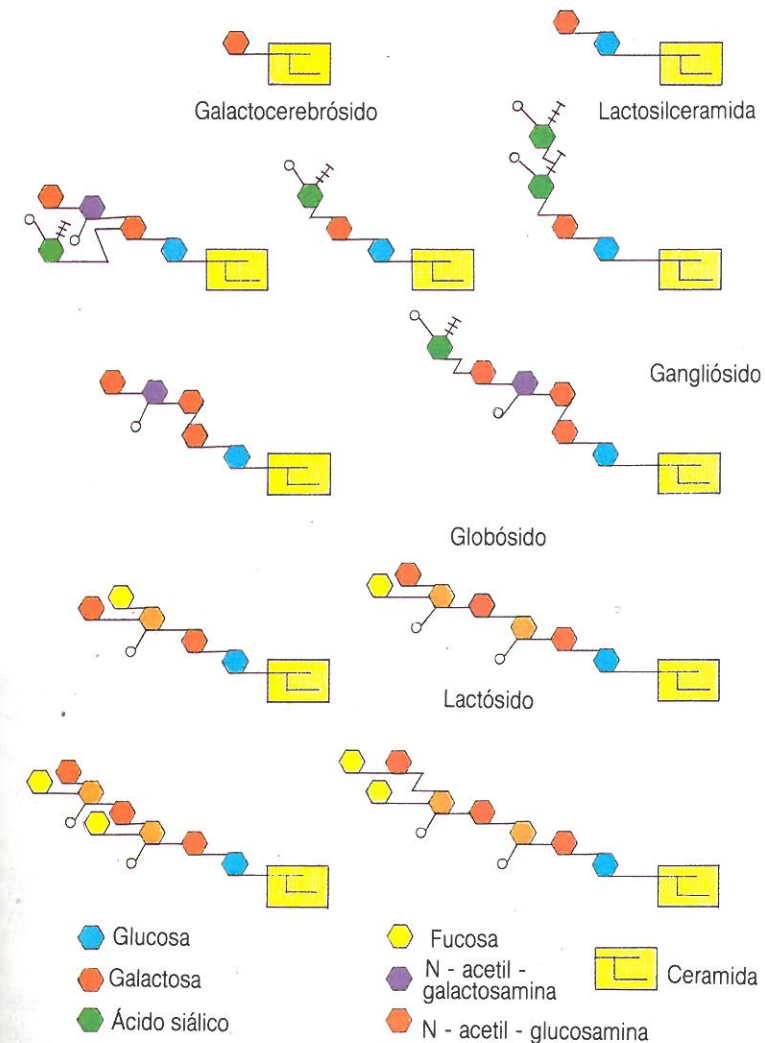 Galactocerebrósido
Lactosilceramida
Gangliósido
Globósido
Lactósido
Glucosa
Galactosa
Ácido siálico
Fucosa
N - acetil -
galactosamina
N - acetil - glucosamina
Ceramida